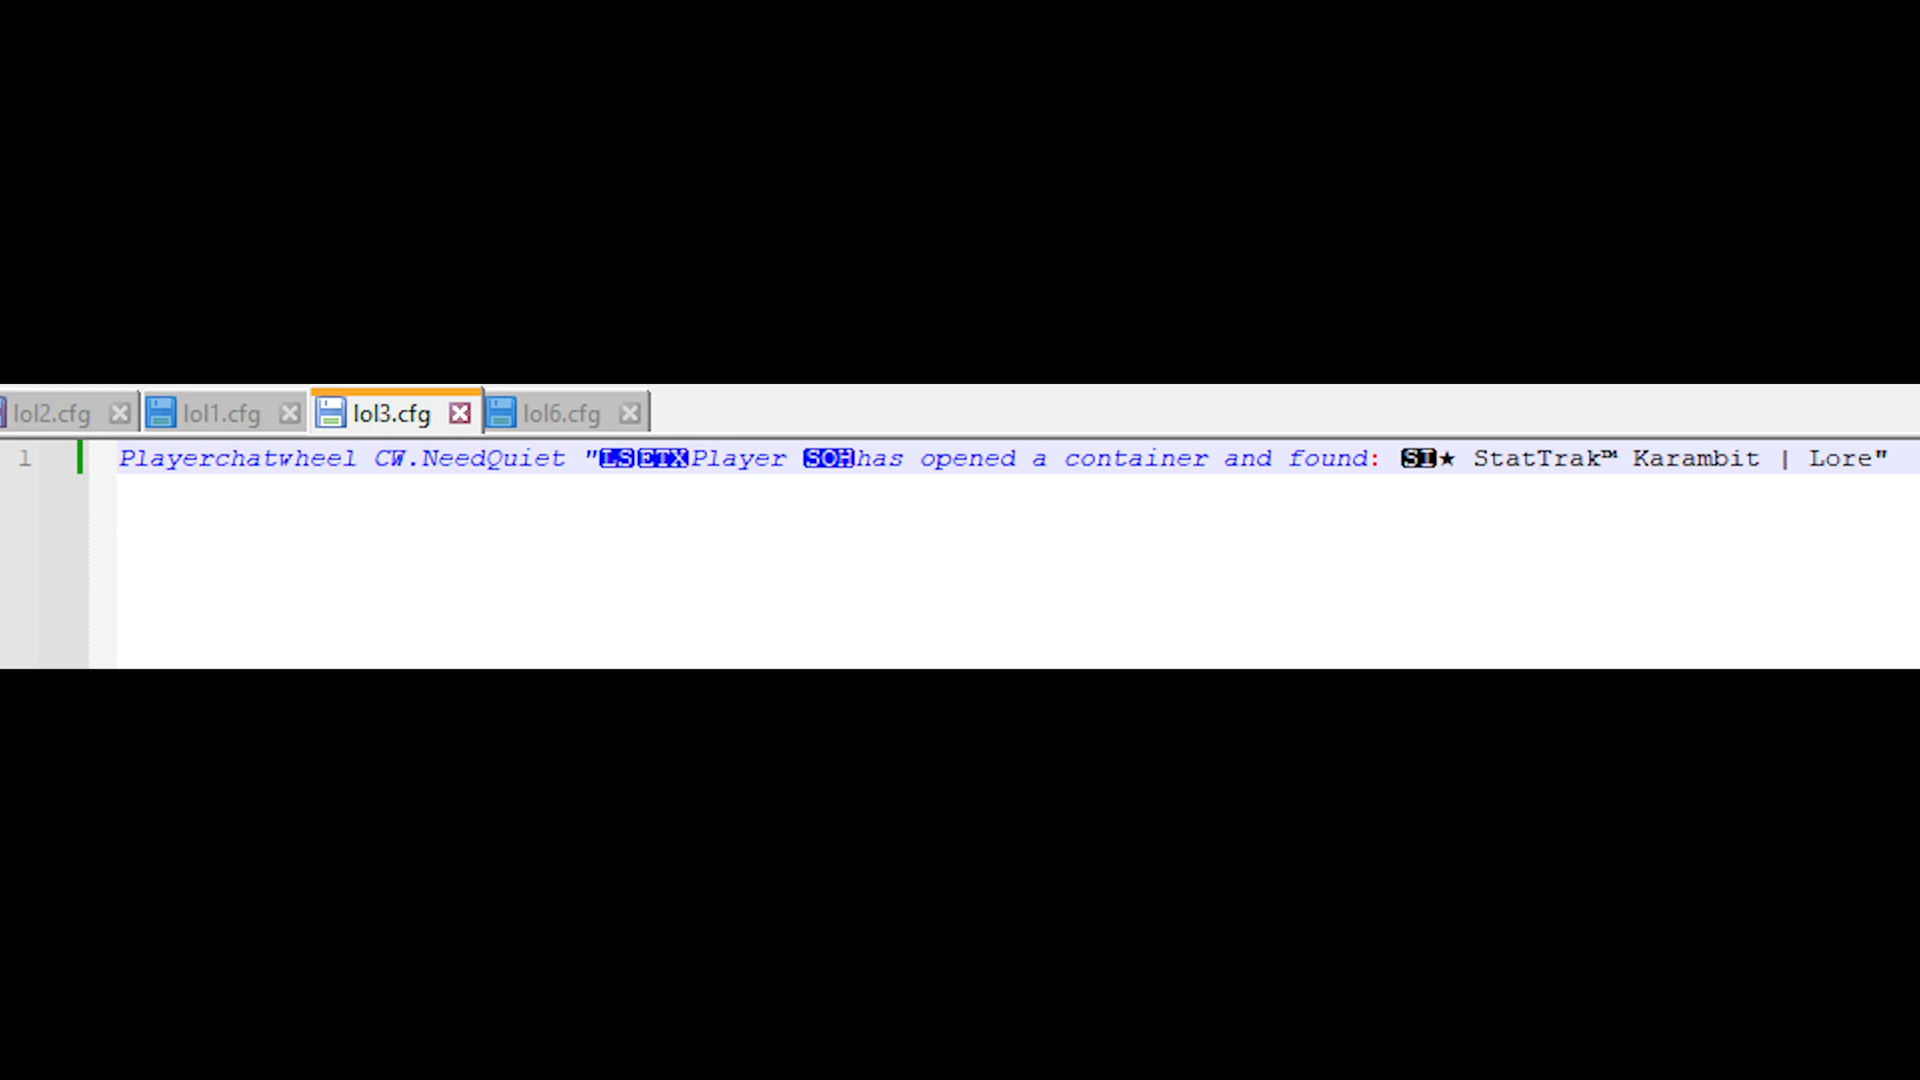 lol2.cfg lol1.cfg lol3.cfg lol6.cfg
1 Playerchatwheel CW.NeedQuiet "LSETXPlayer SOHhas opened a container and found: SI★ StatTrak™ Karambit | Lore"